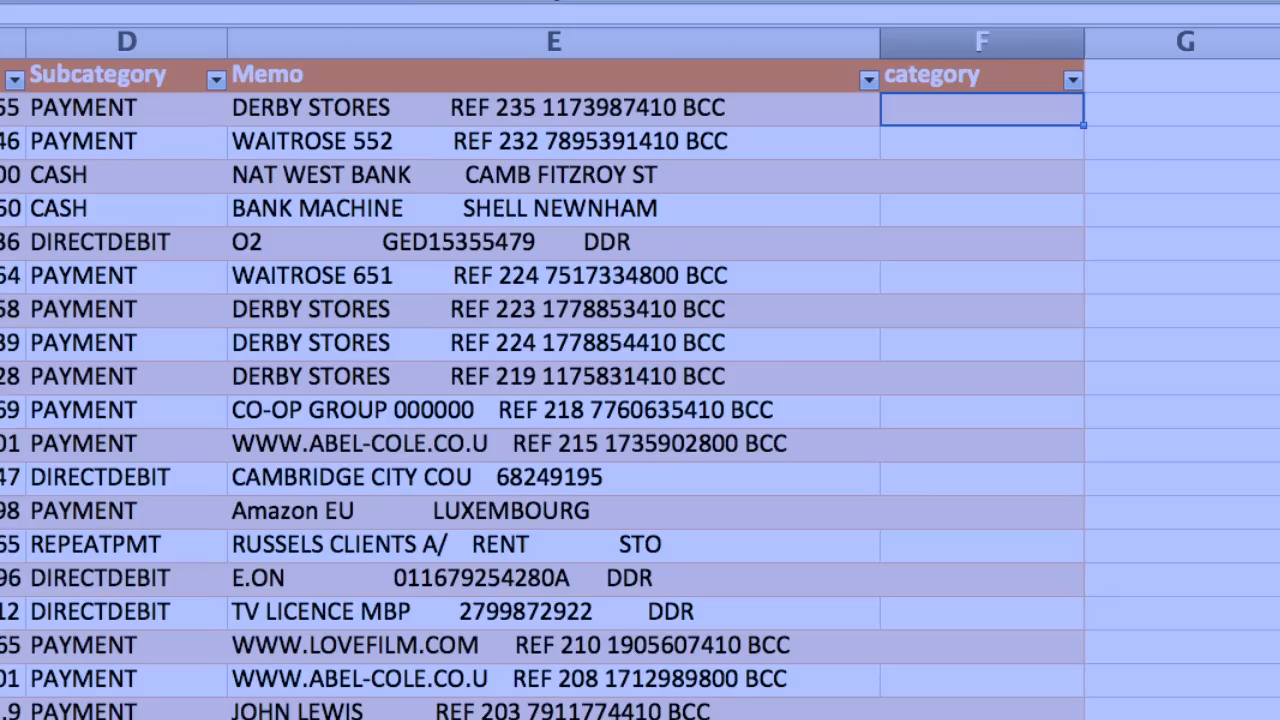 D E F G
Subcategory Memo category
55 PAYMENT DERBY STORES REF 235 1173987410 BCC
46 PAYMENT WAITROSE 552 REF 232 7895391410 BCC
00 CASH NAT WEST BANK CAMB FITZROY ST
50 CASH BANK MACHINE SHELL NEWNHAM
36 DIRECTDEBIT O2 GED15355479 DDR
54 PAYMENT WAITROSE 651 REF 224 7517334800 BCC
58 PAYMENT DERBY STORES REF 223 1778853410 BCC
39 PAYMENT DERBY STORES REF 224 1778854410 BCC
28 PAYMENT DERBY STORES REF 219 1175831410 BCC
69 PAYMENT CO-OP GROUP 000000 REF 218 7760635410 BCC
01 PAYMENT WWW.ABEL-COLE.CO.U REF 215 1735902800 BCC
47 DIRECTDEBIT CAMBRIDGE CITY COU 68249195
98 PAYMENT Amazon EU LUXEMBOURG
55 REPEATPMT RUSSELS CLIENTS A/ RENT STO
96 DIRECTDEBIT E.ON 011679254280A DDR
12 DIRECTDEBIT TV LICENCE MBP 2799872922 DDR
65 PAYMENT WWW.LOVEFILM.COM REF 210 1905607410 BCC
01 PAYMENT WWW.ABEL-COLE.CO.U REF 208 1712989800 BCC
.9 PAYMENT JOHN LEWIS REF 203 7911774410 BCC